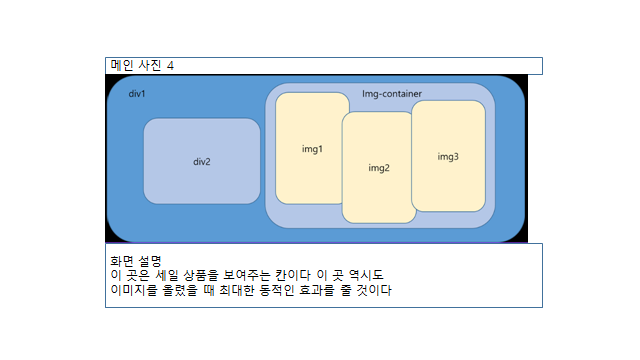 메인 사진 4
div1
Img-container
img1
img2
img3
div2
화면 설명
이 곳은 세일 상품을 보여주는 칸이다 이 곳 역시도
이미지를 올렸을 때 최대한 동적인 효과를 줄 것이다